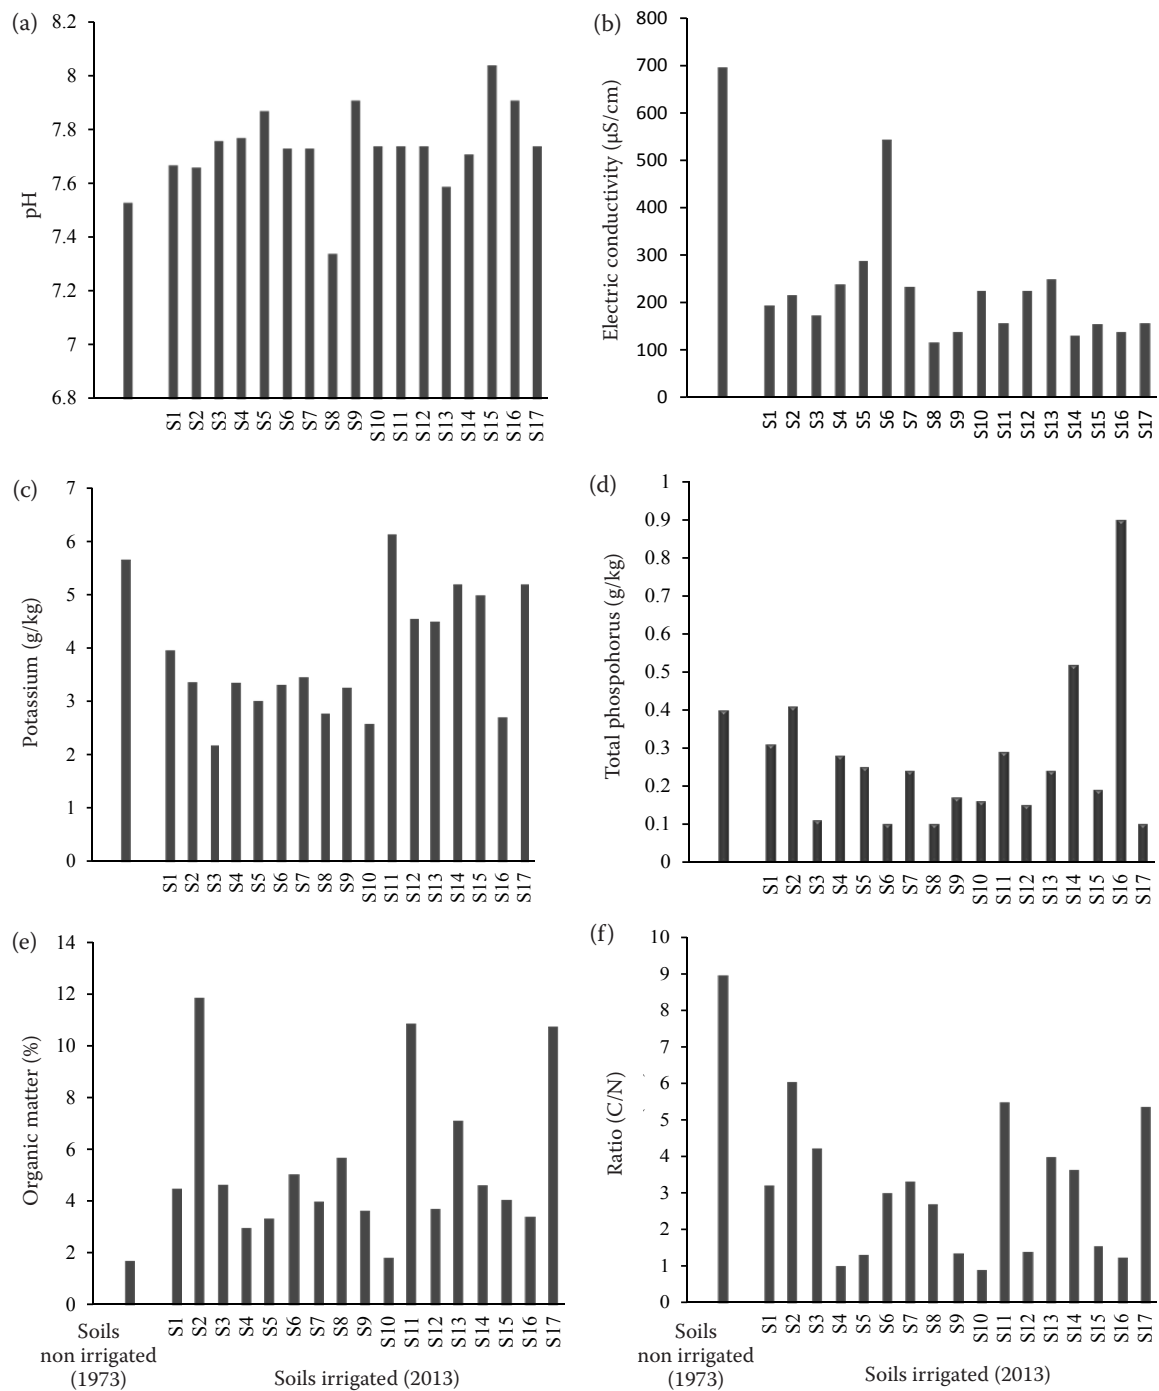 (a)
8.2
8
7.8
7.6
7.4
7.2
7
6.8
pH
S1 S2 S3 S4 S5 S6 S7 S8 S9 S10 S11 S12 S13 S14 S15 S16 S17
(b)
800
700
600
500
400
300
200
100
0
Electric conductivity (μS/cm)
S1 S2 S3 S4 S5 S6 S7 S8 S9 S10 S11 S12 S13 S14 S15 S16 S17
(c)
7
6
5
4
3
2
1
0
Potassium (g/kg)
S1 S2 S3 S4 S5 S6 S7 S8 S9 S10 S11 S12 S13 S14 S15 S16 S17
(d)
1
0.9
0.8
0.7
0.6
0.5
0.4
0.3
0.2
0.1
0
Total phospohorus (g/kg)
S1 S2 S3 S4 S5 S6 S7 S8 S9 S10 S11 S12 S13 S14 S15 S16 S17
(e)
14
12
10
8
6
4
2
0
Organic matter (%)
S1 S2 S3 S4 S5 S6 S7 S8 S9 S10 S11 S12 S13 S14 S15 S16 S17
Soils
non irrigated
(1973)
Soils irrigated (2013)
(f)
10
9
8
7
6
5
4
3
2
1
0
Ratio (C/N)
S1 S2 S3 S4 S5 S6 S7 S8 S9 S10 S11 S12 S13 S14 S15 S16 S17
Soils
non irrigated
(1973)
Soils irrigated (2013)